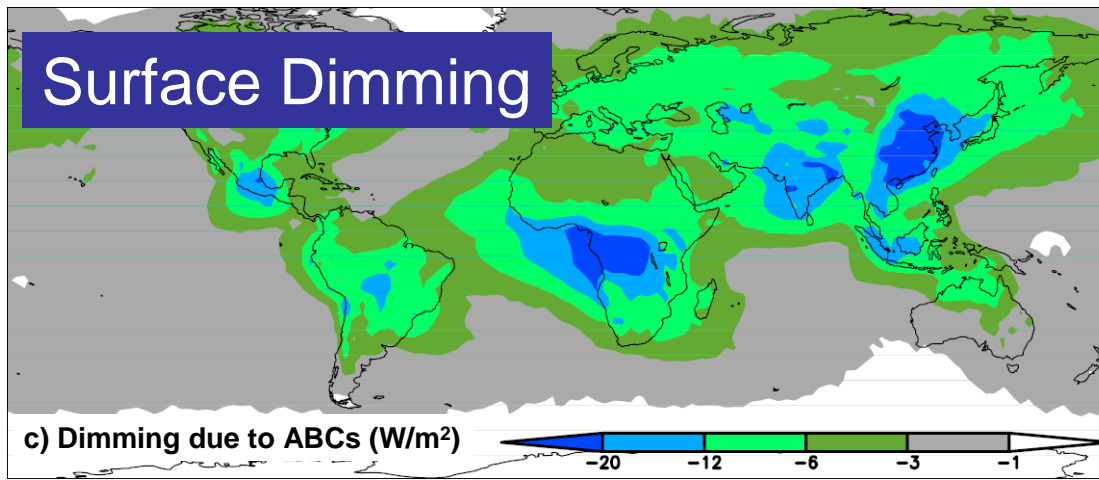 Surface Dimming
c) Dimming due to ABCs (W/m²)
−20 −12 −6 −3 −1